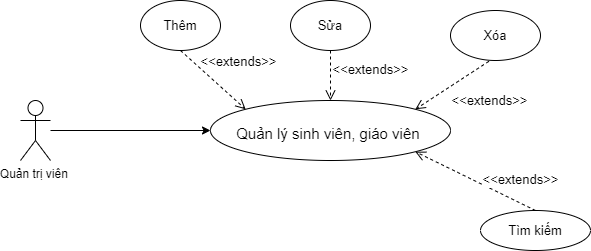 Thêm
Sửa
Xóa
<<extends>>
<<extends>>
<<extends>>
Quản lý sinh viên, giáo viên
Quản trị viên
<<extends>>
Tìm kiếm